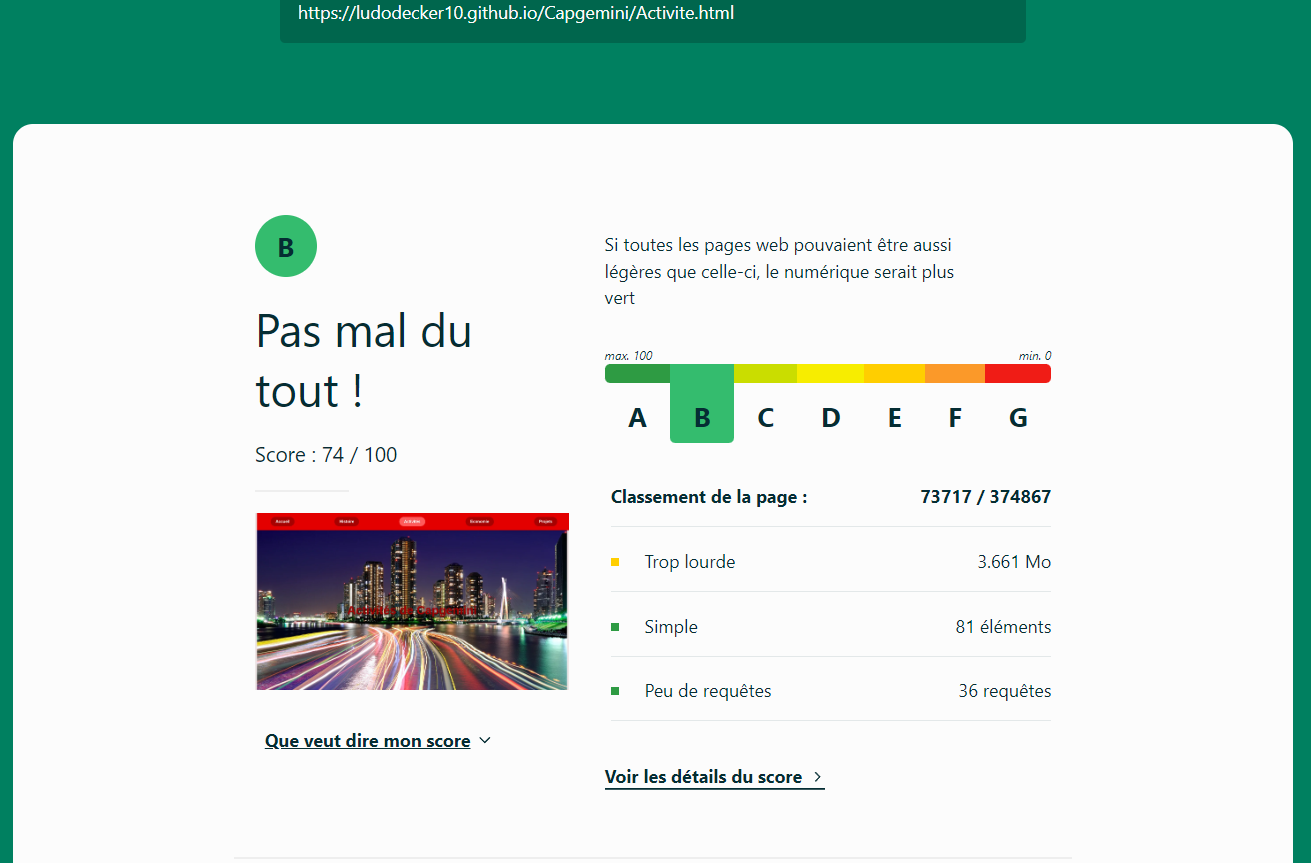 https://ludodecker10.github.io/Capgemini/Activite.html
B
Pas mal du
tout !
Score : 74 / 100
Accueil
Histoire
Activités
Economie
Projets
Activités de Capgemini
Que veut dire mon score
Si toutes les pages web pouvaient être aussi
légères que celle-ci, le numérique serait plus
vert
max. 100 min. 0
A B C D E F G
Classement de la page : 73717 / 374867
Trop lourde 3.661 Mo
Simple 81 éléments
Peu de requêtes 36 requêtes
Voir les détails du score